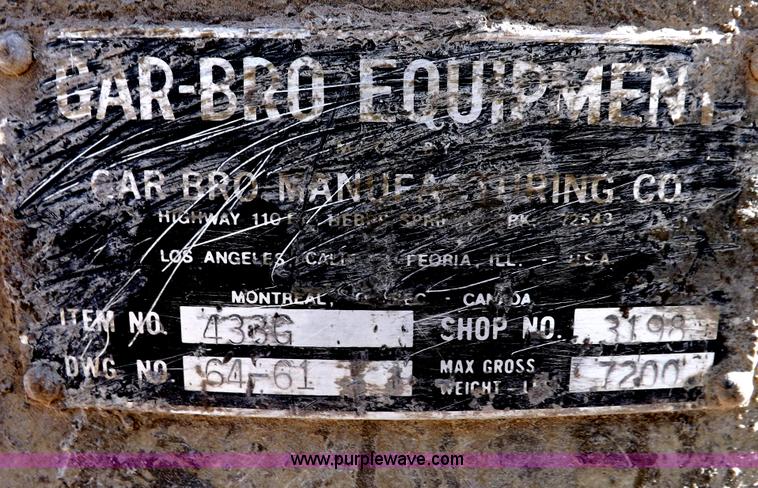 GAR-BRO EQUIPMENT
GAR-BRO MANUFACTURING CO
HIGHWAY 110 72543
LOS ANGELES, PEORIA, ILL. - U.S.A.
MONTREAL, - CANADA
ITEM NO. 433G SHOP NO. 3198
DWG NO. 64-61 MAX GROSS WEIGHT 7200
www.purplewave.com